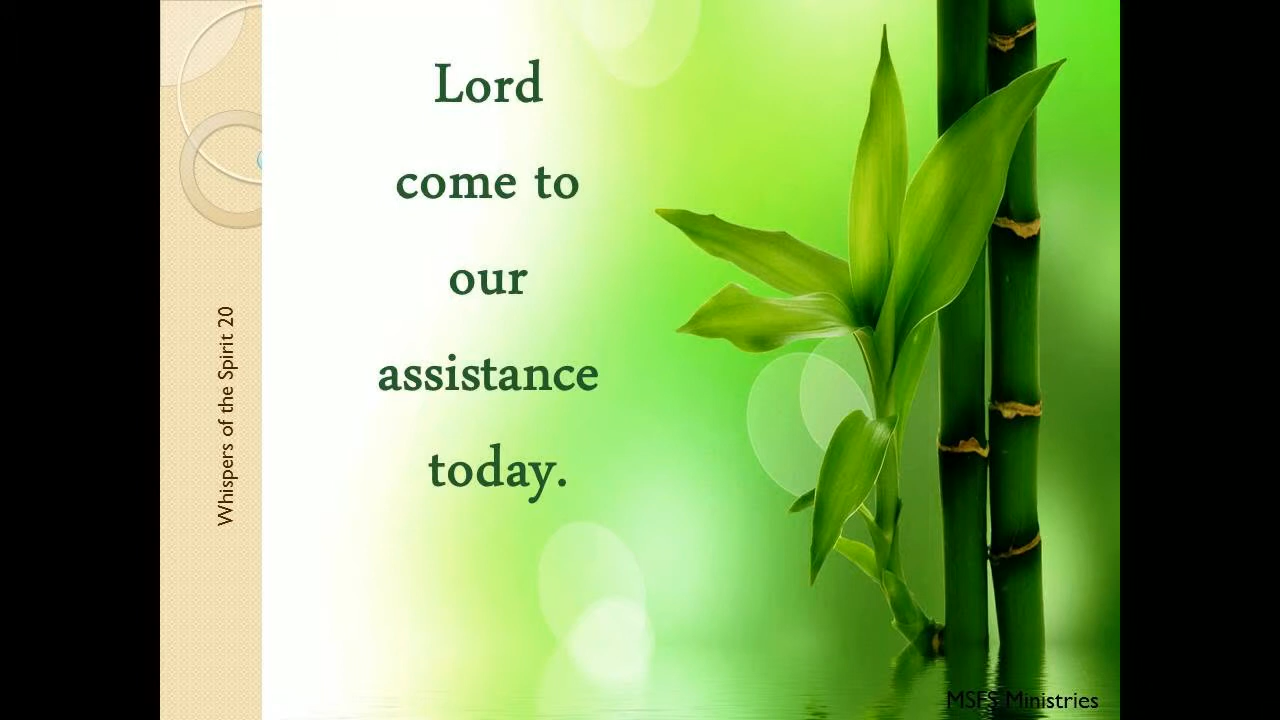 Lord
come to
our
assistance
today.
Whispers of the Spirit 20
MSFS Ministries